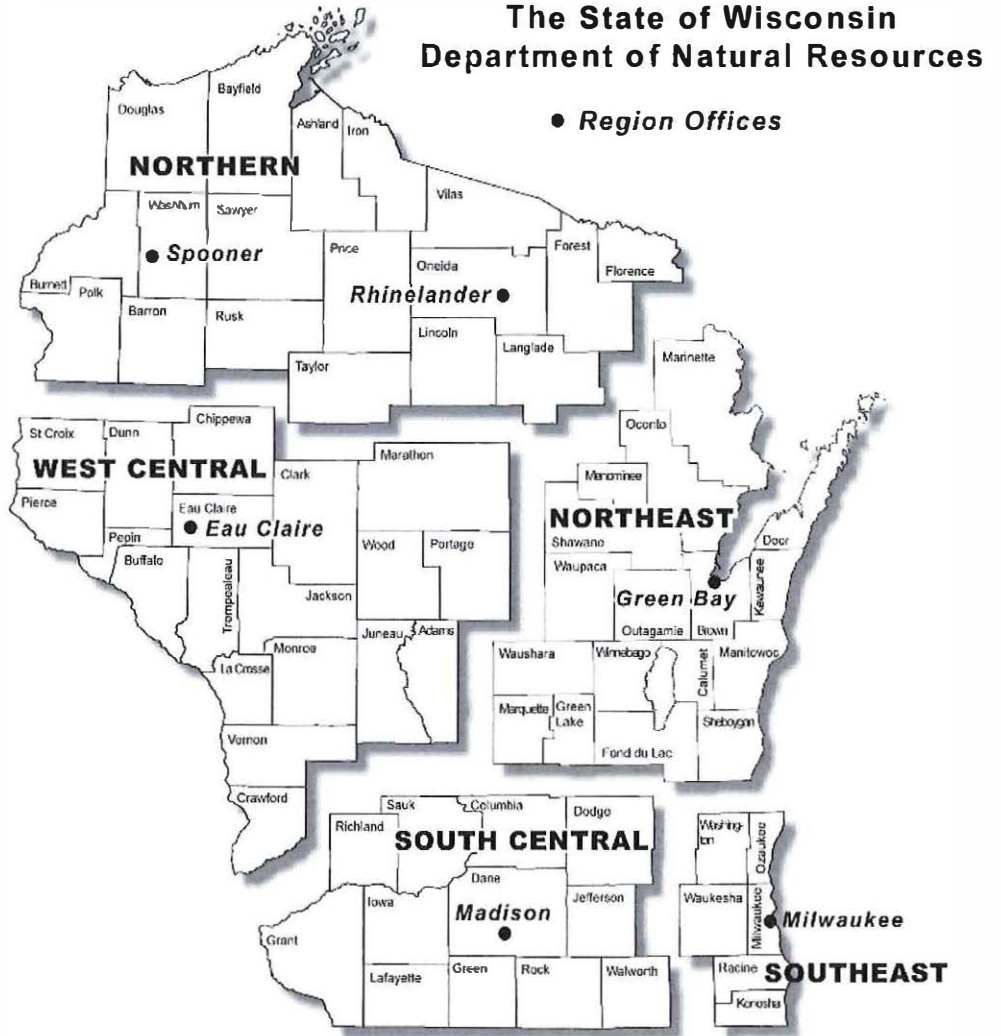 The State of Wisconsin
Department of Natural Resources
● Region Offices
Bayfield
Douglas
Ashland
Iron
NORTHERN
Vilas
Sawyer
Spooner
Price
Forest
Oneida
Florence
Burnett
Polk
Rhinelander
Barron
Rusk
Lincoln
Langlade
Taylor
Marinette
Chippewa
St Croix
Dunn
Oconto
WEST CENTRAL
Clark
Marathon
Menominee
Pierce
Eau Claire
Eau Claire
NORTHEAST
Pepin
Wood
Portage
Shawano
Door
Buffalo
Waupaca
Trempealeau
Jackson
Green Bay
Kewaunee
Juneau
Adams
Outagamie
Brown
Monroe
La Crosse
Waushara
Winnebago
Calumet
Manitowoc
Marquette
Green
Lake
Sheboygan
Vernon
Fond du Lac
Crawford
Sauk
Columbia
Dodge
Richland
SOUTH CENTRAL
Washing-
ton
Ozaukee
Dane
Iowa
Jefferson
Waukesha
Milwaukee
Madison
Milwaukee
Grant
Lafayette
Green
Rock
Walworth
Racine
SOUTHEAST
Kenosha